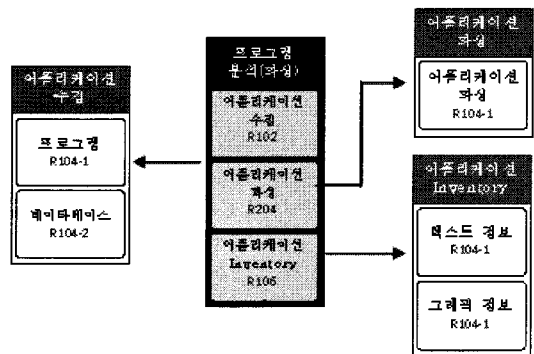 어플리케이션
수집
프로그램
R104-1
데이타베이스
R104-2
프로그램
분석(파싱)
어플리케이션
수집
R102
어플리케이션
파싱
R204
어플리케이션
Inventory
R106
어플리케이션
파싱
어플리케이션
파싱
R104-1
어플리케이션
Inventory
텍스트 정보
R104-1
그래픽 정보
R104-1